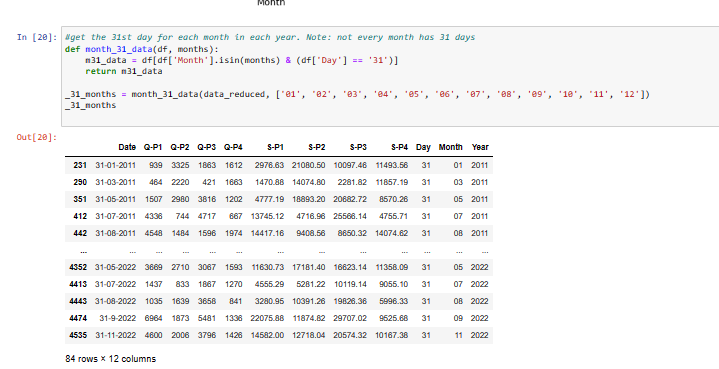 Month
In [20]: #get the 31st day for each month in each year. Note: not every month has 31 days
def month_31_data(df, months):
m31_data = df[df['Month'].isin(months) & (df['Day'] == '31')]
return m31_data
_31_months = month_31_data(data_reduced, ['01', '02', '03', '04', '05', '06', '07', '08', '09', '10', '11', '12'])
_31_months
Out[20]:
Date Q-P1 Q-P2 Q-P3 Q-P4 S-P1 S-P2 S-P3 S-P4 Day Month Year
231 31-01-2011 939 3325 1863 1612 2976.63 21080.50 10097.46 11493.56 31 01 2011
290 31-03-2011 464 2220 421 1663 1470.88 14074.80 2281.82 11857.19 31 03 2011
351 31-05-2011 1507 2980 3816 1202 4777.19 18893.20 20682.72 8570.26 31 05 2011
412 31-07-2011 4336 744 4717 667 13745.12 4716.96 25566.14 4755.71 31 07 2011
442 31-08-2011 4548 1484 1596 1974 14417.16 9408.56 8650.32 14074.62 31 08 2011
... ... ... ... ... ... ... ... ... ... ... ... ...
4352 31-05-2022 3669 2710 3067 1593 11630.73 17181.40 16623.14 11358.09 31 05 2022
4413 31-07-2022 1437 833 1867 1270 4555.29 5281.22 10119.14 9055.10 31 07 2022
4443 31-08-2022 1035 1639 3658 841 3280.95 10391.26 19826.36 5996.33 31 08 2022
4474 31-9-2022 6964 1873 5481 1336 22075.88 11874.82 29707.02 9525.68 31 09 2022
4535 31-11-2022 4600 2006 3796 1426 14582.00 12718.04 20574.32 10167.38 31 11 2022
84 rows × 12 columns